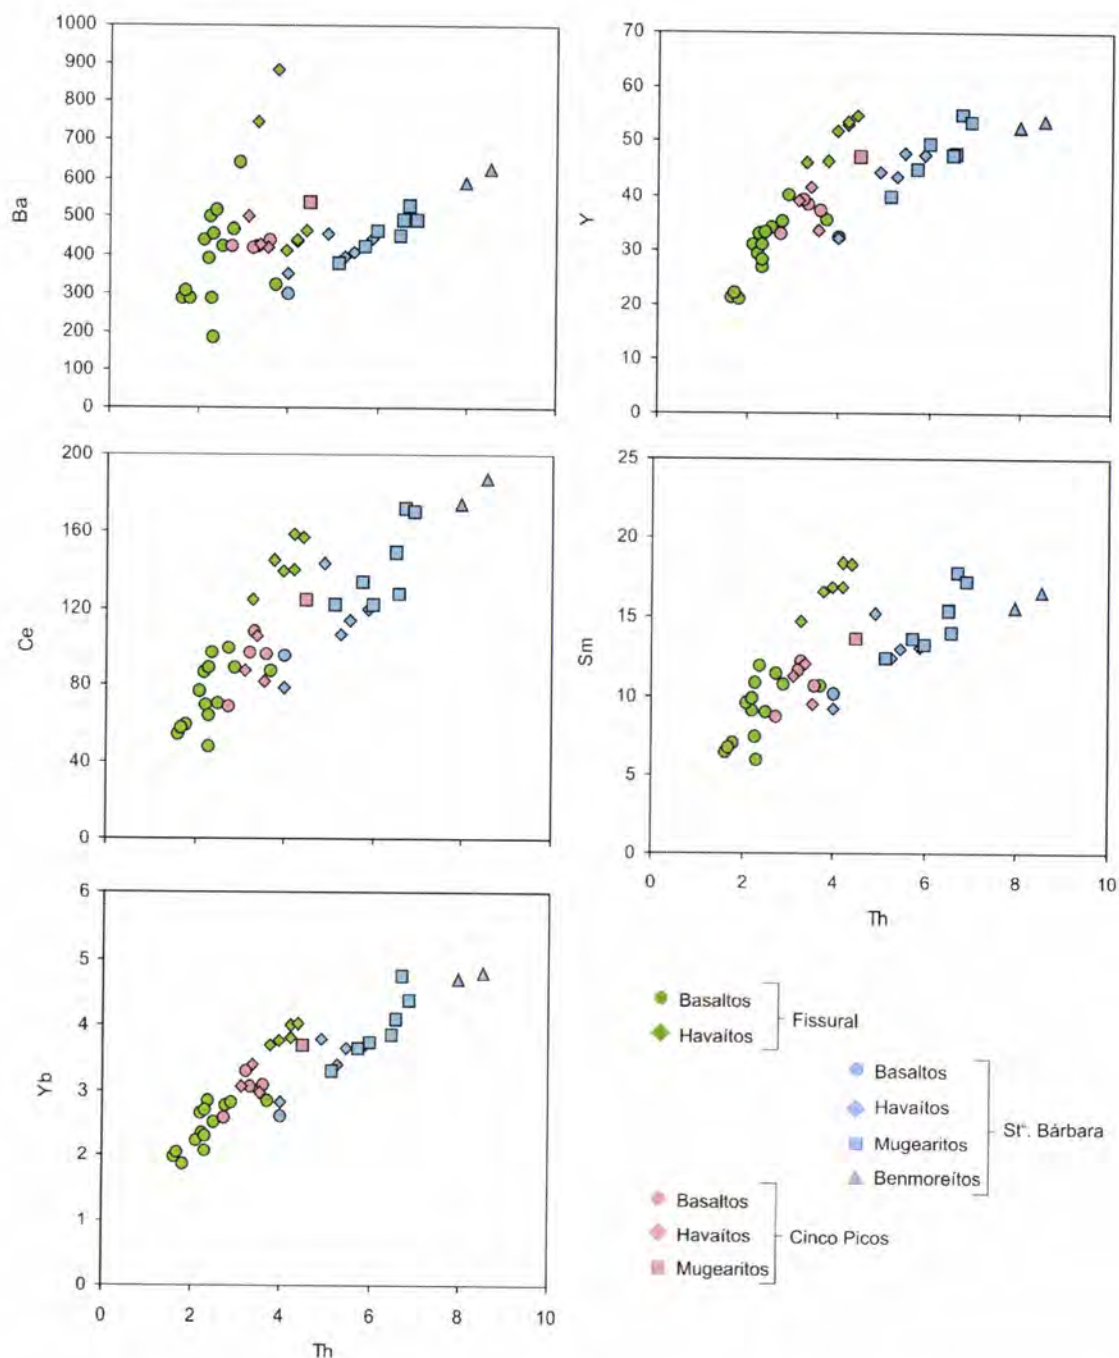 1000
900
800
700
600
500
400
300
200
100
0
Ba
70
60
50
40
30
20
10
0
Y
200
160
120
80
40
0
Ce
25
20
15
10
5
0
Sm
0 2 4 6 8 10
Th
6
5
4
3
2
1
0
Yb
0 2 4 6 8 10
Th
Basaltos
Havaítos
Fissural
Basaltos
Havaítos
Mugearitos
Benmoreítos
Stª. Bárbara
Basaltos
Havaítos
Mugearitos
Cinco Picos